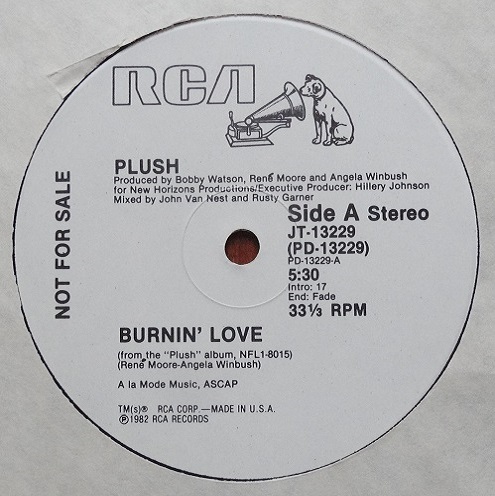 RCA
PLUSH
Produced by Bobby Watson, René Moore and Angela Winbush
for New Horizons Productions/Executive Producer: Hillery Johnson
Mixed by John Van Nest and Rusty Garner
NOT FOR SALE
Side A Stereo
JT-13229
(PD-13229)
PD-13229-A
5:30
Intro: 17
End: Fade
33⅓ RPM
BURNIN' LOVE
(from the "Plush" album, NFL1-8015)
(René Moore-Angela Winbush)
A la Mode Music, ASCAP
TM(s)® RCA CORP.—MADE IN U.S.A.
℗1982 RCA RECORDS